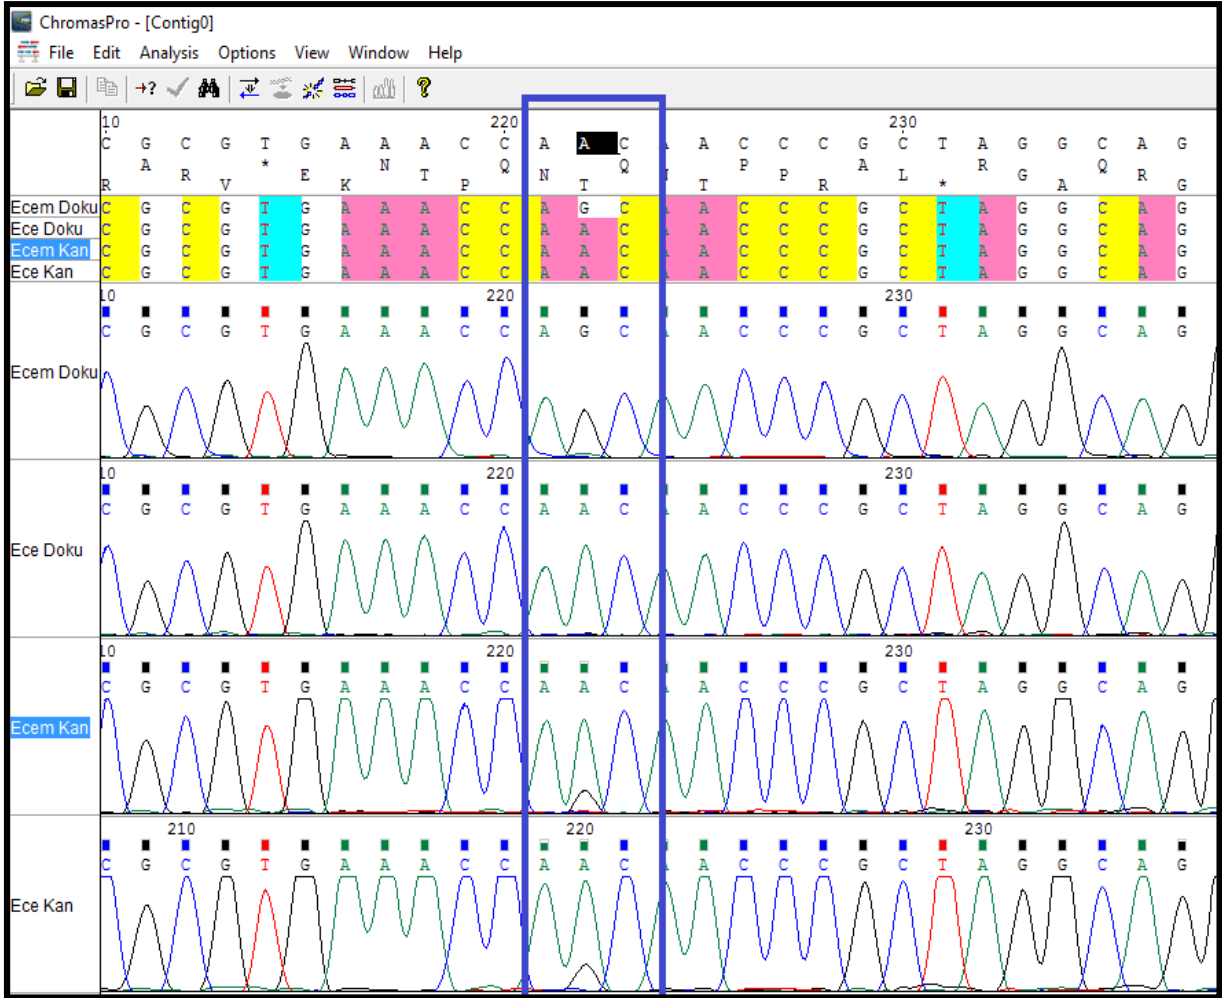 ChromasPro - [Contig0]
File Edit Analysis Options View Window Help
10 220 230
C G C G T G A A A C C A A C A A C C C G C T A G G C A G
A * N Q N Q P A R Q
R E T P L G R
R V K P T N T R * A G
Ecem Doku C G C G T G A A A C C A G C A A C C C G C T A G G C A G
Ece Doku C G C G T G A A A C C A A C A A C C C G C T A G G C A G
Ecem Kan C G C G T G A A A C C A A C A A C C C G C T A G G C A G
Ece Kan C G C G T G A A A C C A A C A A C C C G C T A G G C A G
10 220 230
C G C G T G A A A C C A G C A A C C C G C T A G G C A G
Ecem Doku
10 220 230
C G C G T G A A A C C A A C A A C C C G C T A G G C A G
Ece Doku
10 220 230
C G C G T G A A A C C A A C A A C C C G C T A G G C A G
Ecem Kan
210 220 230
C G C G T G A A A C C A A C A A C C C G C T A G G C A G
Ece Kan